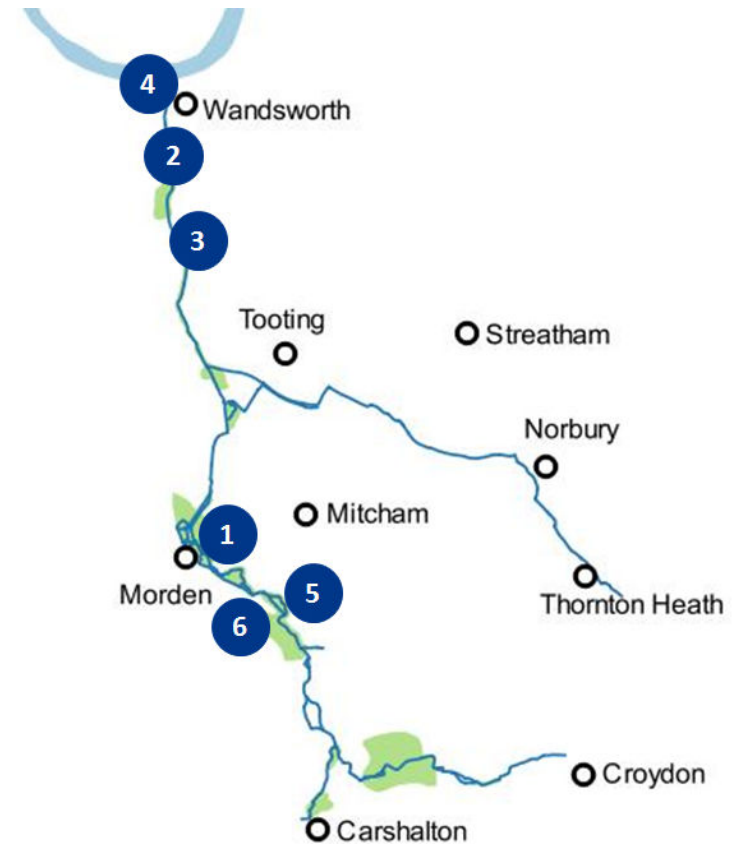 4
Wandsworth
2
3
Tooting
Streatham
Norbury
Mitcham
1
Morden
5
Thornton Heath
6
Croydon
Carshalton